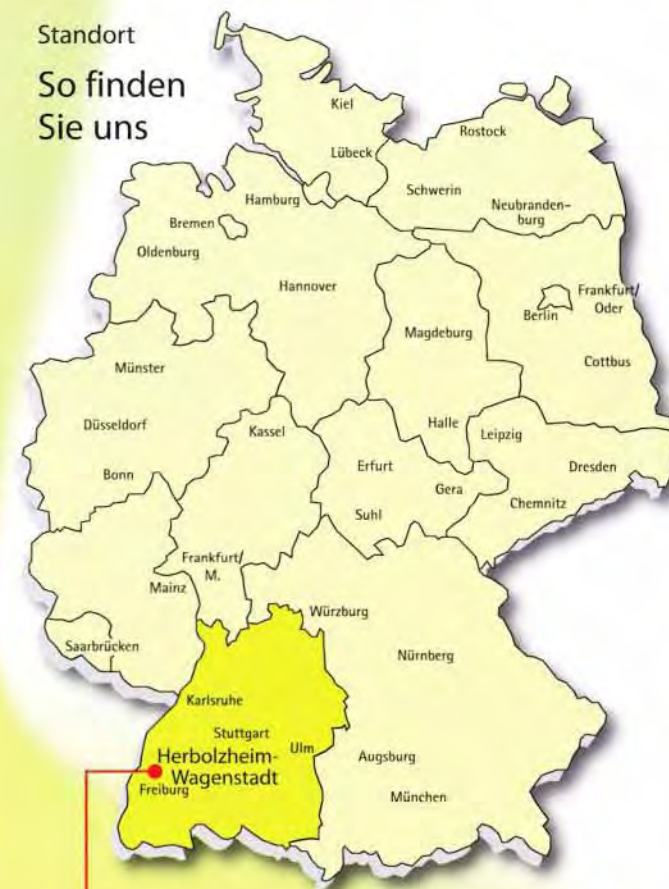 Standort
So finden
Sie uns
Kiel
Rostock
Lübeck
Schwerin
Hamburg
Neubranden-
burg
Bremen
Oldenburg
Hannover
Frankfurt/
Oder
Berlin
Magdeburg
Cottbus
Münster
Düsseldorf
Kassel
Halle
Leipzig
Bonn
Erfurt
Dresden
Gera
Chemnitz
Suhl
Frankfurt/
M.
Mainz
Würzburg
Saarbrücken
Nürnberg
Karlsruhe
Stuttgart
Ulm
Herbolzheim-
Wagenstadt
Augsburg
Freiburg
München